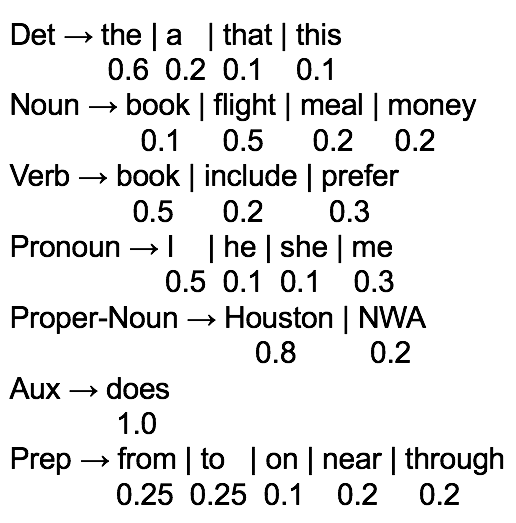 Det → the | a | that | this
0.6 0.2 0.1 0.1
Noun → book | flight | meal | money
0.1 0.5 0.2 0.2
Verb → book | include | prefer
0.5 0.2 0.3
Pronoun → I | he | she | me
0.5 0.1 0.1 0.3
Proper-Noun → Houston | NWA
0.8 0.2
Aux → does
1.0
Prep → from | to | on | near | through
0.25 0.25 0.1 0.2 0.2